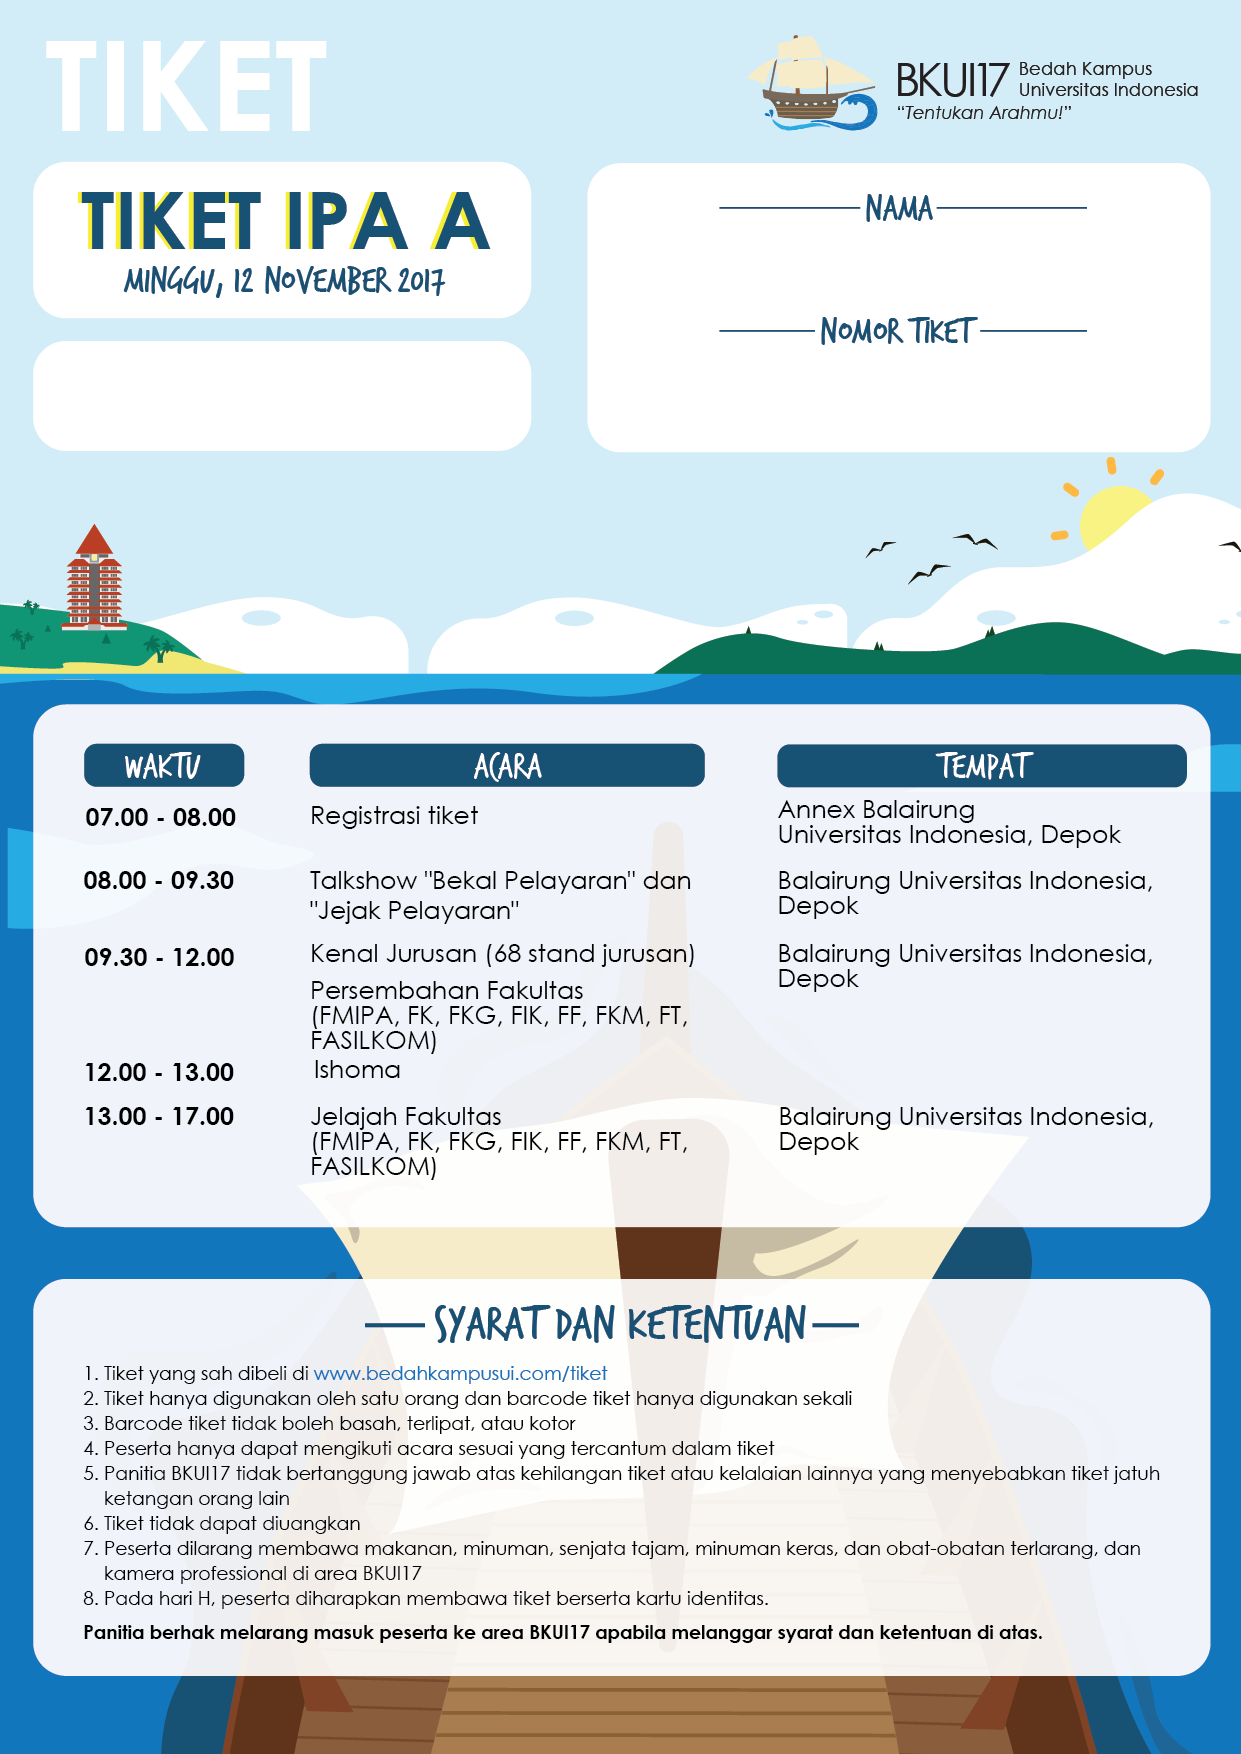 TIKET
BKUI17 Bedah Kampus
Universitas Indonesia
“Tentukan Arahmu!”
TIKET IPA A
MINGGU, 12 NOVEMBER 2017
NAMA
NOMOR TIKET
WAKTU ACARA TEMPAT
07.00 - 08.00 Registrasi tiket Annex Balairung
Universitas Indonesia, Depok
08.00 - 09.30 Talkshow "Bekal Pelayaran" dan Balairung Universitas Indonesia,
"Jejak Pelayaran" Depok
09.30 - 12.00 Kenal Jurusan (68 stand jurusan) Balairung Universitas Indonesia,
Depok
Persembahan Fakultas
(FMIPA, FK, FKG, FIK, FF, FKM, FT,
FASILKOM)
12.00 - 13.00 Ishoma
13.00 - 17.00 Jelajah Fakultas Balairung Universitas Indonesia,
(FMIPA, FK, FKG, FIK, FF, FKM, FT, Depok
FASILKOM)
SYARAT DAN KETENTUAN
1. Tiket yang sah dibeli di www.bedahkampusui.com/tiket
2. Tiket hanya digunakan oleh satu orang dan barcode tiket hanya digunakan sekali
3. Barcode tiket tidak boleh basah, terlipat, atau kotor
4. Peserta hanya dapat mengikuti acara sesuai yang tercantum dalam tiket
5. Panitia BKUI17 tidak bertanggung jawab atas kehilangan tiket atau kelalaian lainnya yang menyebabkan tiket jatuh
ketangan orang lain
6. Tiket tidak dapat diuangkan
7. Peserta dilarang membawa makanan, minuman, senjata tajam, minuman keras, dan obat-obatan terlarang, dan
kamera professional di area BKUI17
8. Pada hari H, peserta diharapkan membawa tiket berserta kartu identitas.
Panitia berhak melarang masuk peserta ke area BKUI17 apabila melanggar syarat dan ketentuan di atas.